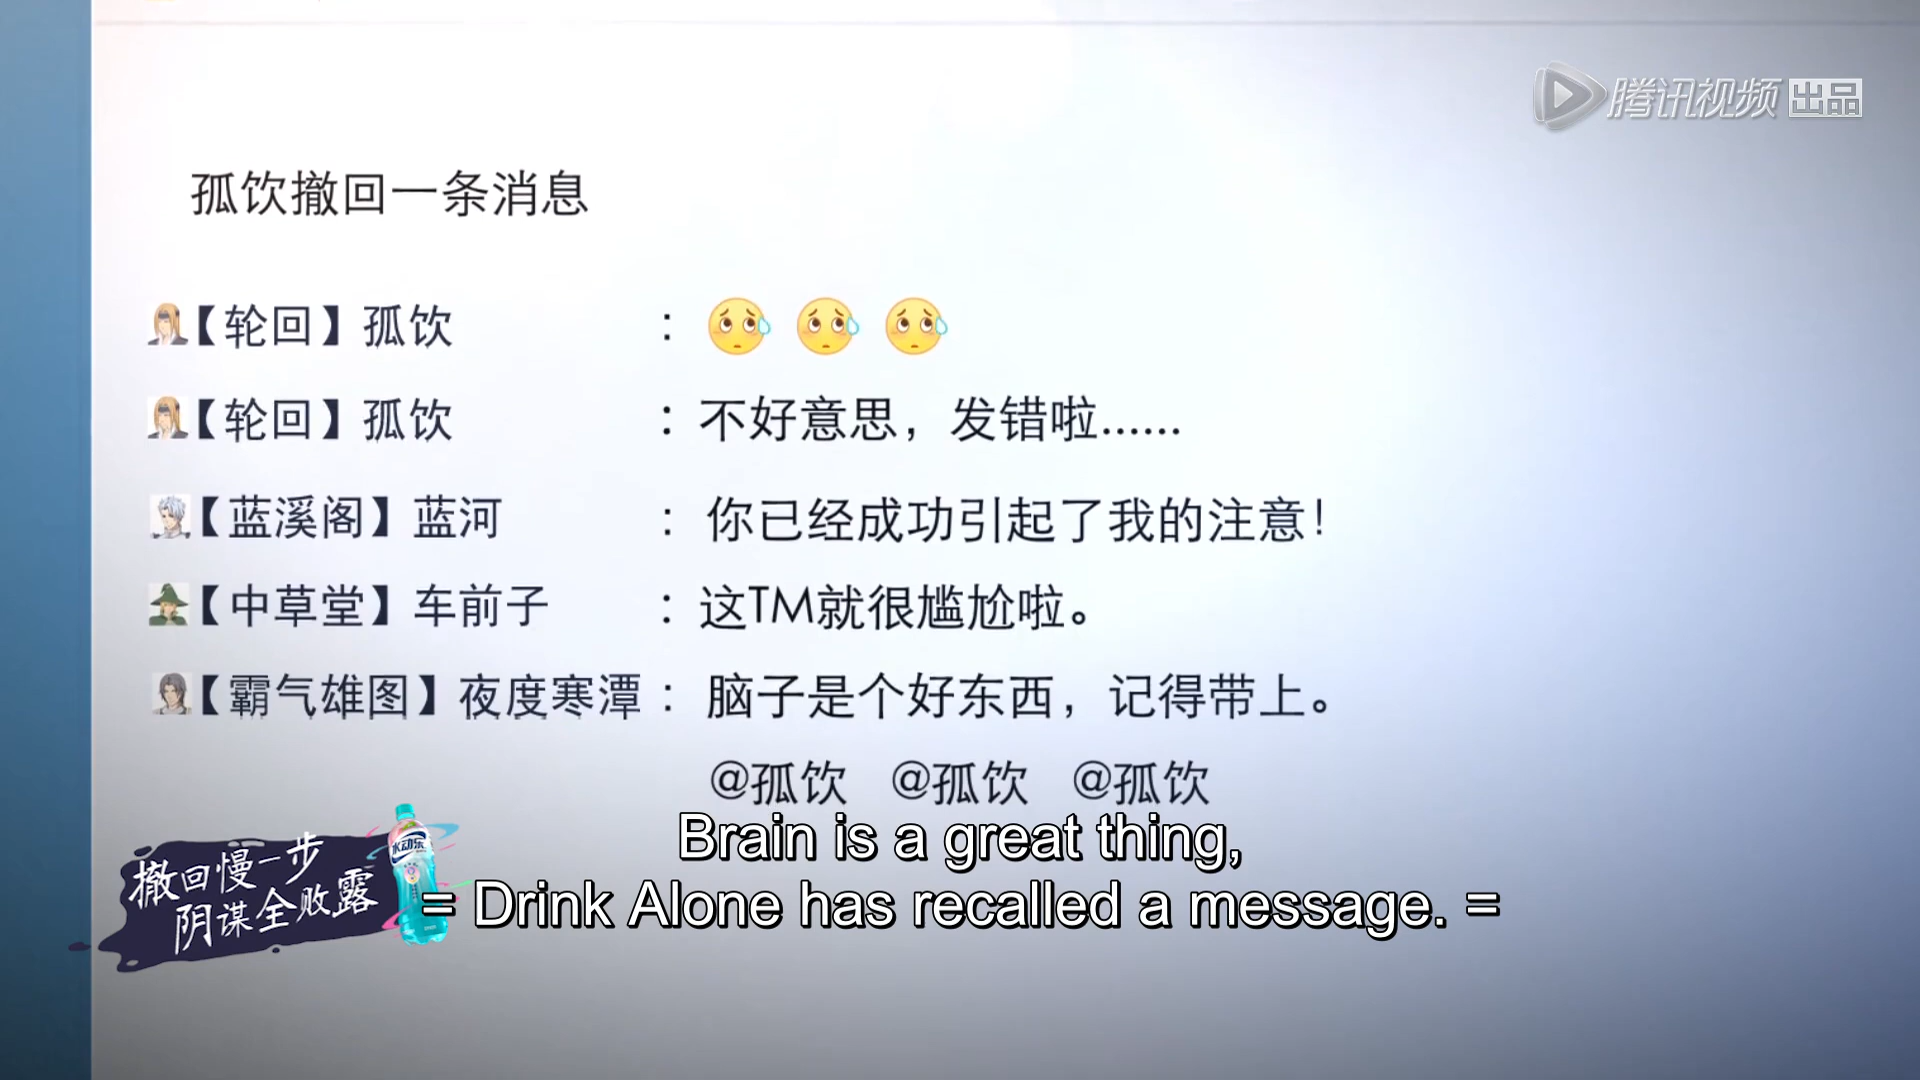 腾讯视频 出品
孤饮撤回一条消息
【轮回】孤饮 :
【轮回】孤饮 : 不好意思，发错啦……
【蓝溪阁】蓝河 : 你已经成功引起了我的注意！
【中草堂】车前子 : 这TM就很尴尬啦。
【霸气雄图】夜度寒潭 : 脑子是个好东西，记得带上。
@孤饮 @孤饮 @孤饮
撤回慢一步
阴谋全败露
水动乐
Brain is a great thing,
= Drink Alone has recalled a message. =